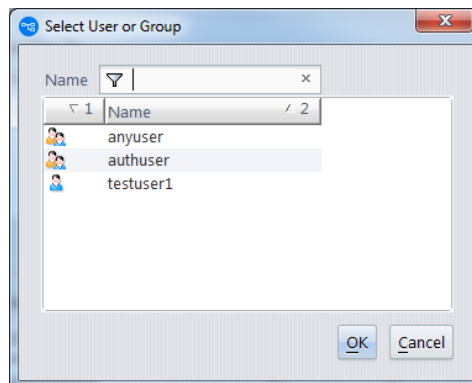 Select User or Group
Name
1 Name 2
anyuser
authuser
testuser1
OK Cancel